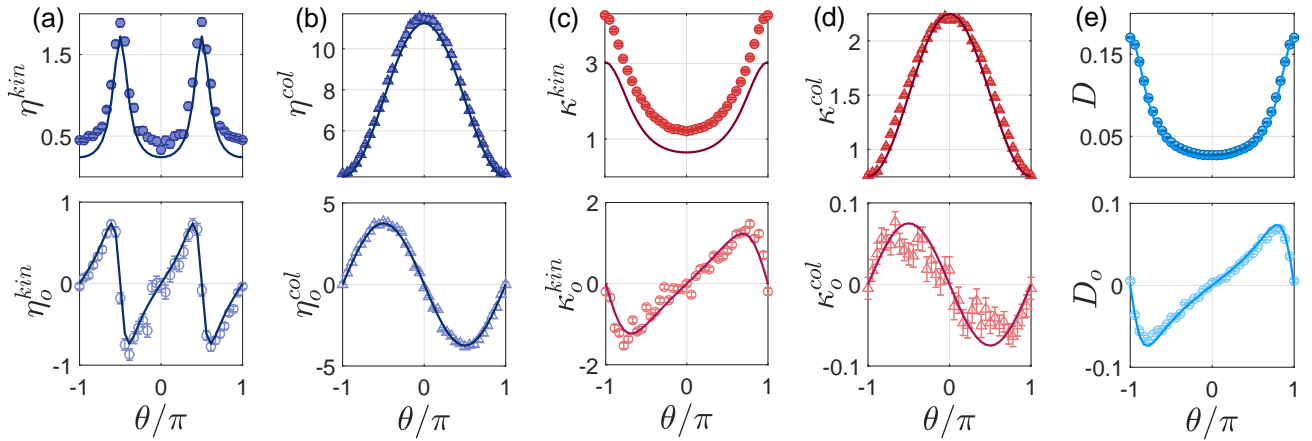 (a)
(b)
(c)
(d)
(e)
η^{kin}
1.5
0.5
η^{col}
10
8
6
κ^{kin}
3
1
κ^{col}
2
1
D
0.15
0.05
η_o^{kin}
1
0
-1
η_o^{col}
5
0
-5
κ_o^{kin}
2
0
-2
κ_o^{col}
0.1
0
-0.1
D_o
0.1
0
-0.1
-1 0 1
-1 0 1
-1 0 1
-1 0 1
-1 0 1
θ/π
θ/π
θ/π
θ/π
θ/π